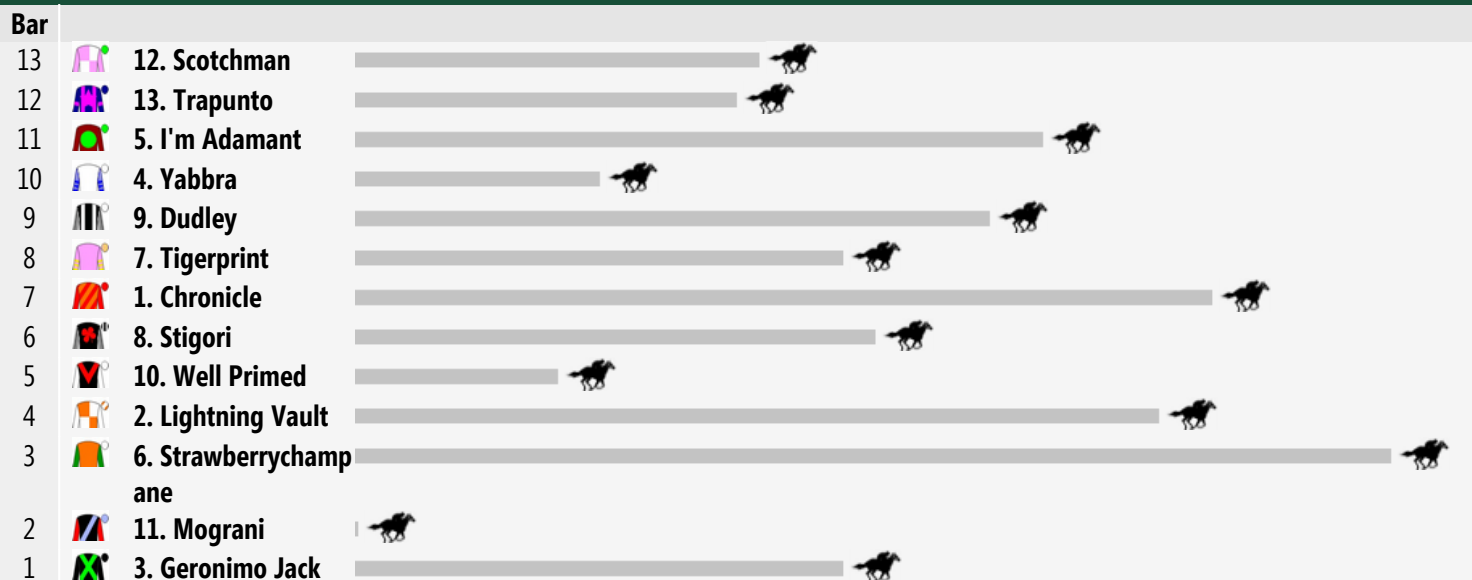 Bar
13 12. Scotchman
12 13. Trapunto
11 5. I'm Adamant
10 4. Yabbra
9 9. Dudley
8 7. Tigerprint
7 1. Chronicle
6 8. Stigori
5 10. Well Primed
4 2. Lightning Vault
3 6. Strawberrychamp
ane
2 11. Mograni
1 3. Geronimo Jack